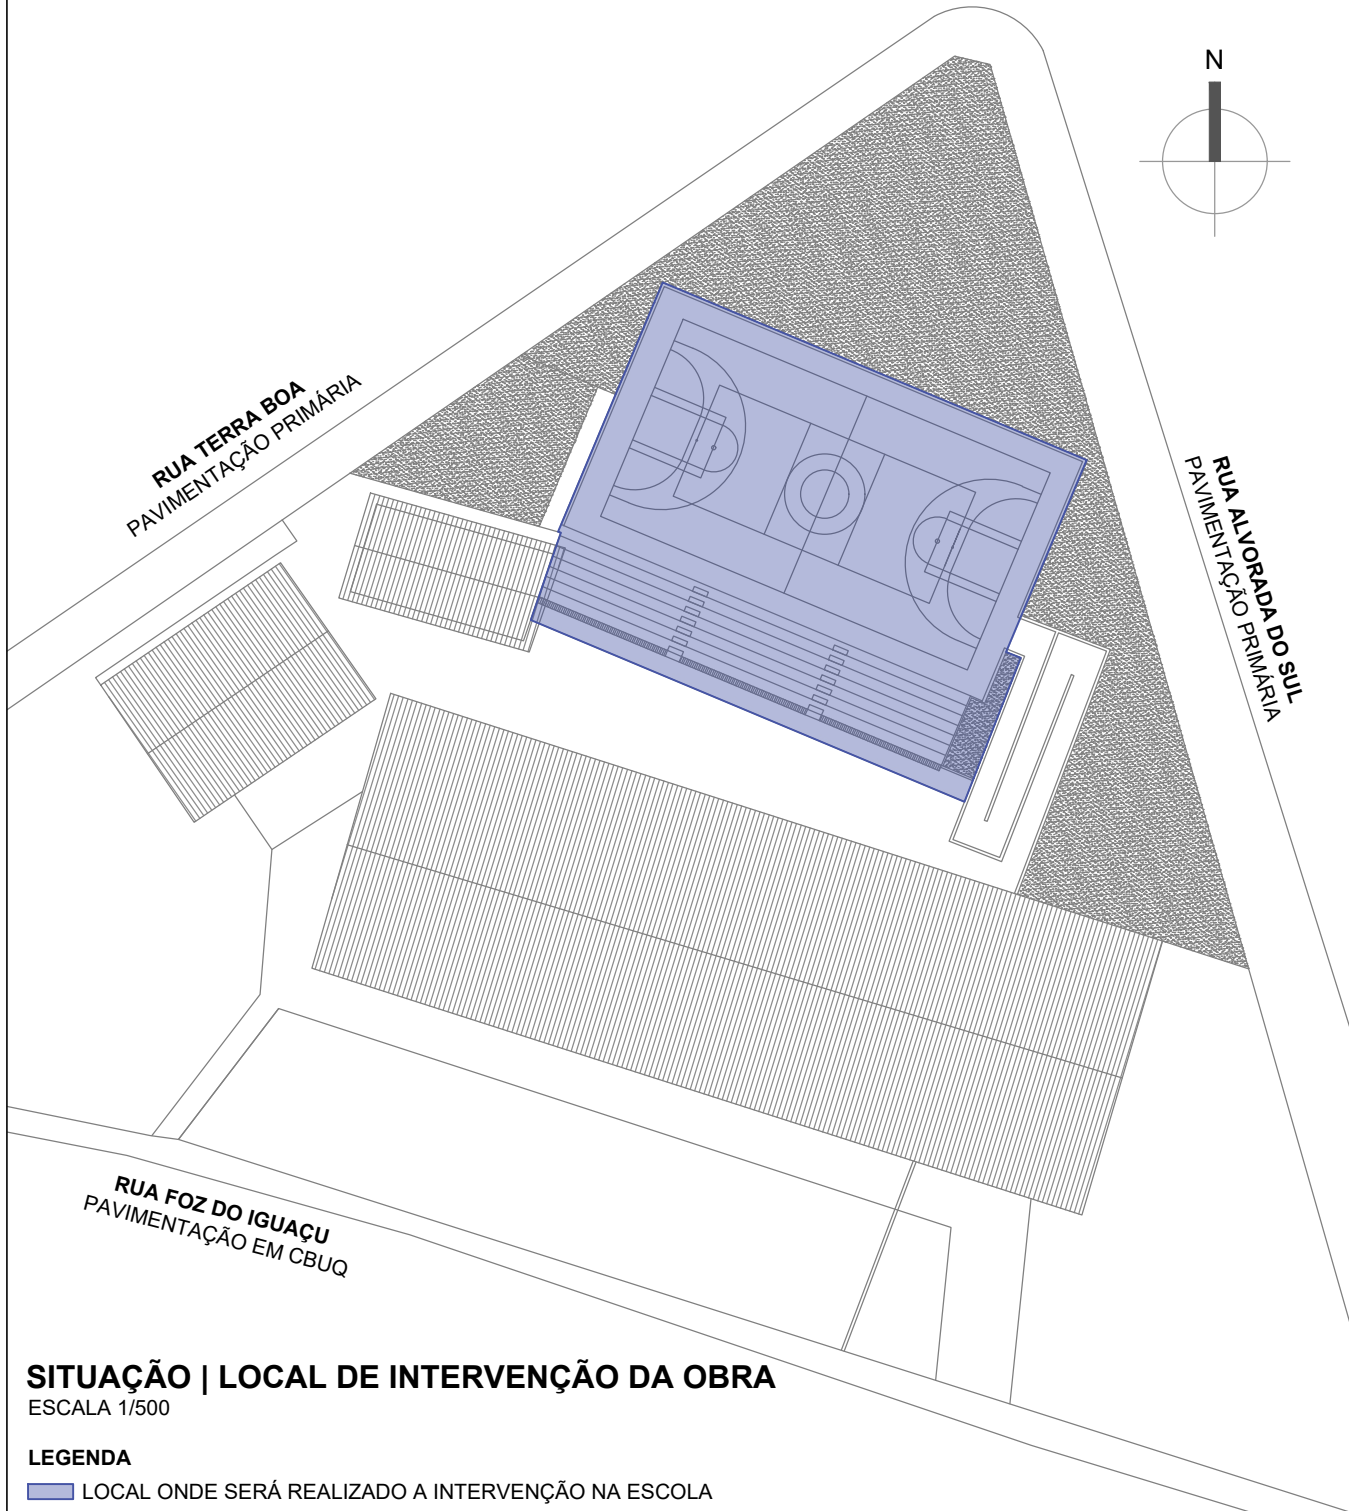 N
RUA TERRA BOA
PAVIMENTAÇÃO PRIMÁRIA
RUA ALVORADA DO SUL
PAVIMENTAÇÃO PRIMÁRIA
RUA FOZ DO IGUAÇU
PAVIMENTAÇÃO EM CBUQ
SITUAÇÃO | LOCAL DE INTERVENÇÃO DA OBRA
ESCALA 1/500
LEGENDA
LOCAL ONDE SERÁ REALIZADO A INTERVENÇÃO NA ESCOLA